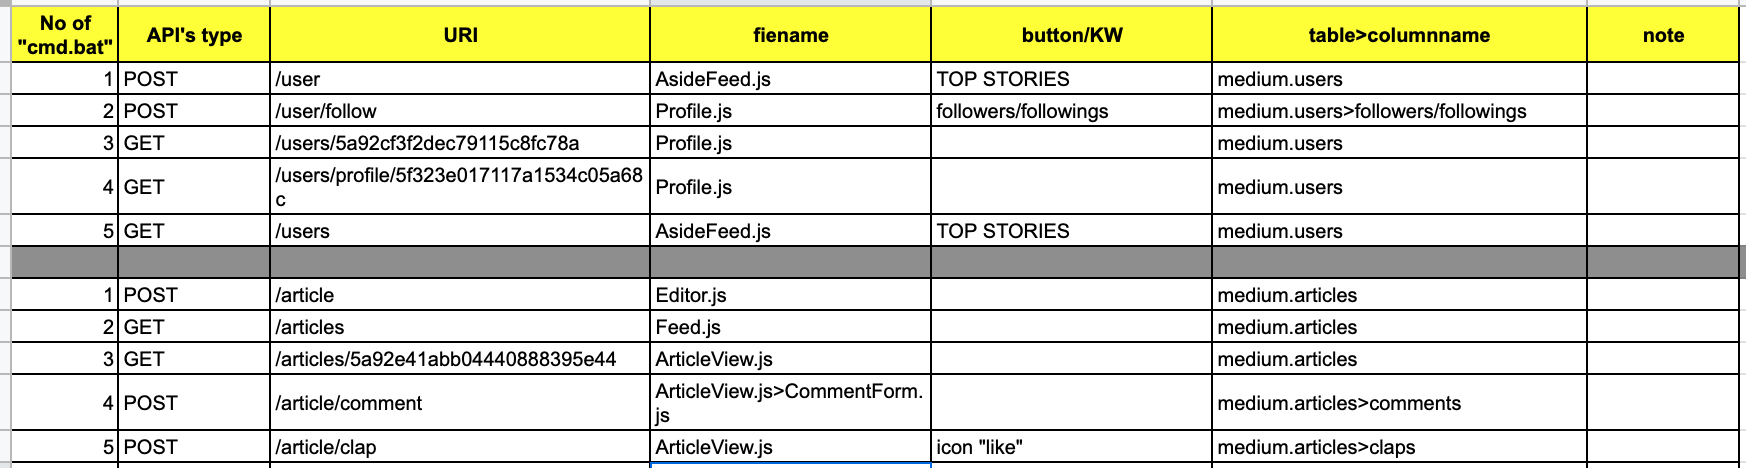 No of "cmd.bat" API's type URI fiename button/KW table>columnname note
1 POST /user AsideFeed.js TOP STORIES medium.users
2 POST /user/follow Profile.js followers/followings medium.users>followers/followings
3 GET /users/5a92cf3f2dec79115c8fc78a Profile.js medium.users
4 GET /users/profile/5f323e017117a1534c05a68c Profile.js medium.users
5 GET /users AsideFeed.js TOP STORIES medium.users
1 POST /article Editor.js medium.articles
2 GET /articles Feed.js medium.articles
3 GET /articles/5a92e41abb04440888395e44 ArticleView.js medium.articles
4 POST /article/comment ArticleView.js>CommentForm.js medium.articles>comments
5 POST /article/clap ArticleView.js icon "like" medium.articles>claps